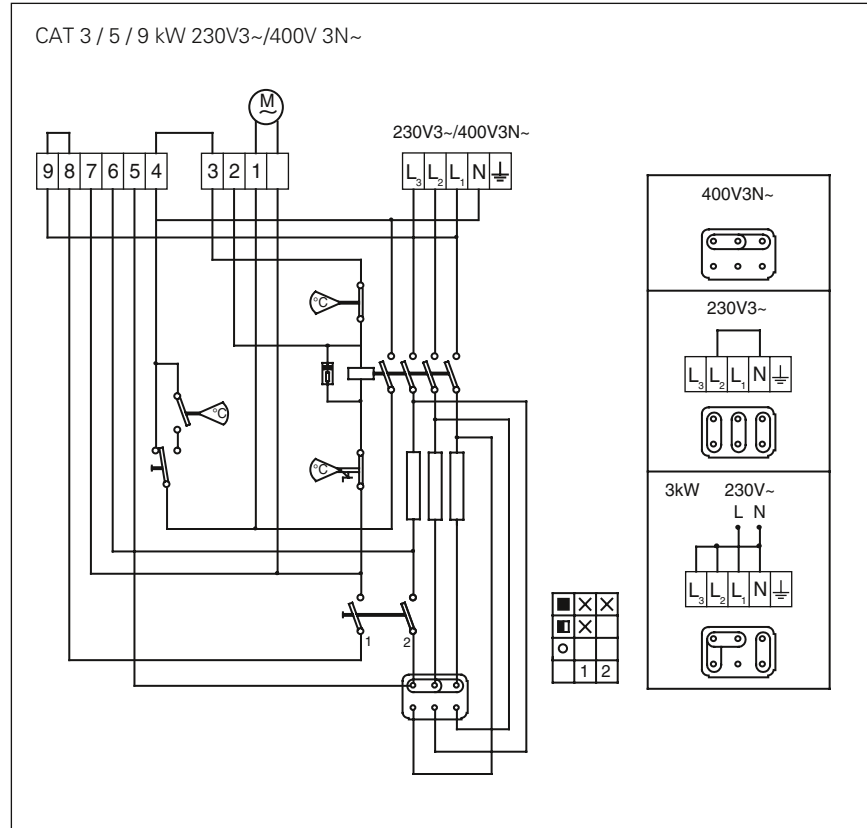 CAT 3 / 5 / 9 kW 230V3~/400V 3N~
M
~
230V3~/400V3N~
9 8 7 6 5 4 3 2 1
L3 L2 L1 N
400V3N~
°C
230V3~
L3 L2 L1 N
°C
°C
3kW 230V~
L N
L3 L2 L1 N
1 2
1 2